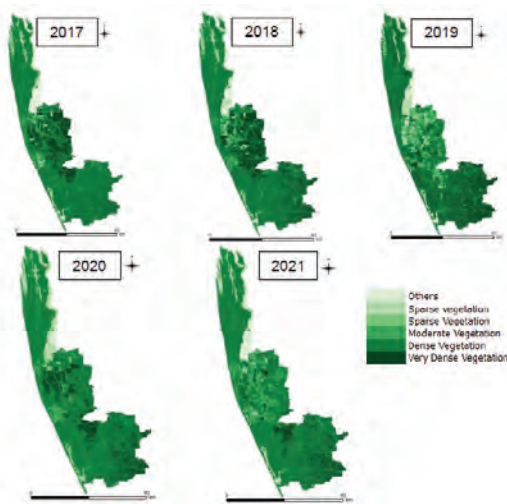 2017
2018
2019
2020
2021
Others
Sparse vegetation
Sparse Vegetation
Moderate Vegetation
Dense Vegetation
Very Dense Vegetation